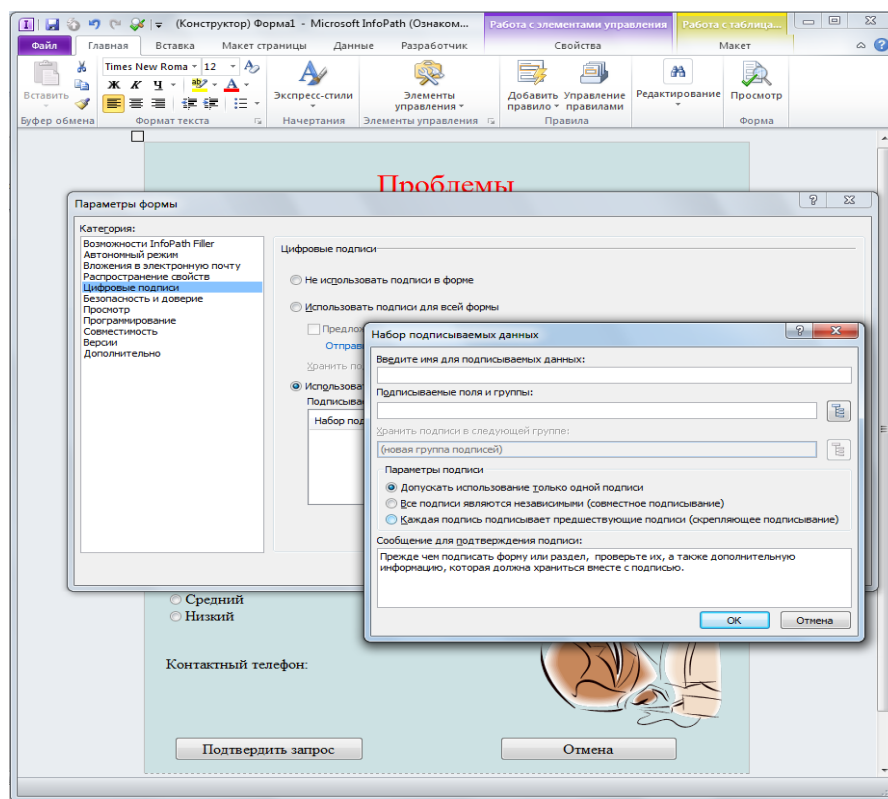 (Конструктор) Форма1 - Microsoft InfoPath (Ознаком...
Работа с элементами управления
Работа с таблица...
Файл
Главная
Вставка
Макет страницы
Данные
Разработчик
Свойства
Макет
Вставить
Times New Roma
12
Ж К Ч
Экспресс-стили
Элементы
управления
Добавить
правило
Управление
правилами
Редактирование
Просмотр
Буфер обмена
Формат текста
Начертания
Элементы управления
Правила
Форма
Проблемы
Параметры формы
Категория:
Возможности InfoPath Filler
Автономный режим
Вложения в электронную почту
Распространение свойств
Цифровые подписи
Безопасность и доверие
Просмотр
Программирование
Совместимость
Версии
Дополнительно
Цифровые подписи
Не использовать подписи в форме
Использовать подписи для всей формы
Предлож
Отправ
Хранить по
Использова
Подписыва
Набор под
Набор подписываемых данных
Введите имя для подписываемых данных:
Подписываемые поля и группы:
Хранить подписи в следующей группе:
(новая группа подписей)
Параметры подписи
Допускать использование только одной подписи
Все подписи являются независимыми (совместное подписывание)
Каждая подпись подписывает предшествующие подписи (скрепляющее подписывание)
Сообщение для подтверждения подписи:
Прежде чем подписать форму или раздел, проверьте их, а также дополнительную
информацию, которая должна храниться вместе с подписью.
OK
Отмена
Средний
Низкий
Контактный телефон:
Подтвердить запрос
Отмена